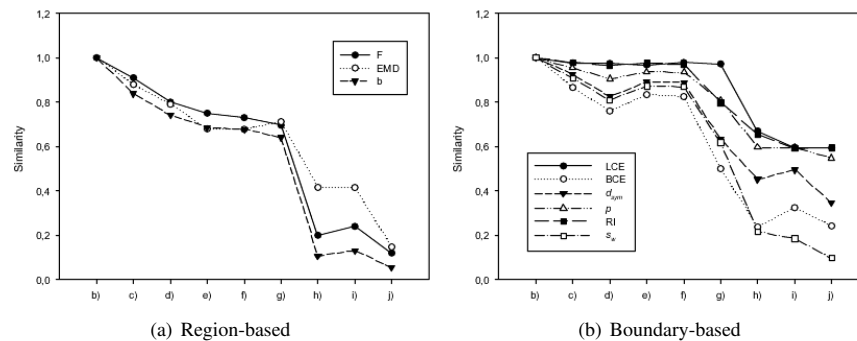 1,2
1,0
0,8
0,6
0,4
0,2
0,0
Similarity
F
EMD
b
b) c) d) e) f) g) h) i) j)
(a) Region-based
1,2
1,0
0,8
0,6
0,4
0,2
0,0
Similarity
LCE
BCE
d_sym
p
RI
s_w
b) c) d) e) f) g) h) i) j)
(b) Boundary-based